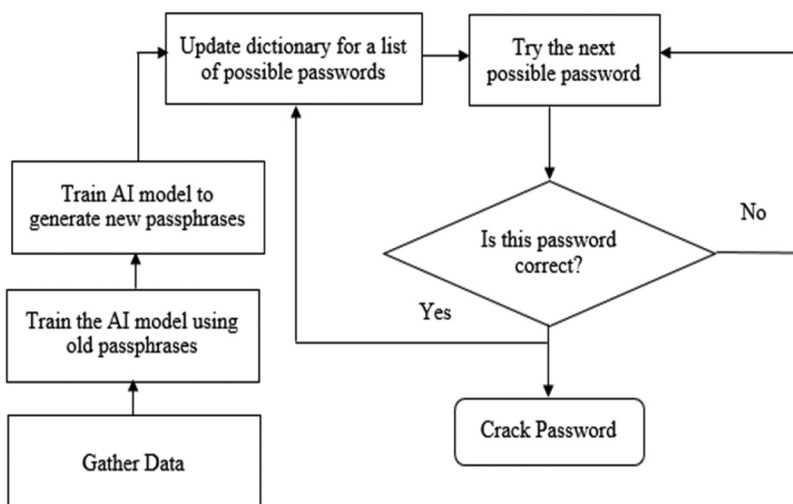 Update dictionary for a list
of possible passwords
Try the next
possible password
Train AI model to
generate new passphrases
Is this password
correct?
No
Yes
Train the AI model using
old passphrases
Gather Data
Crack Password